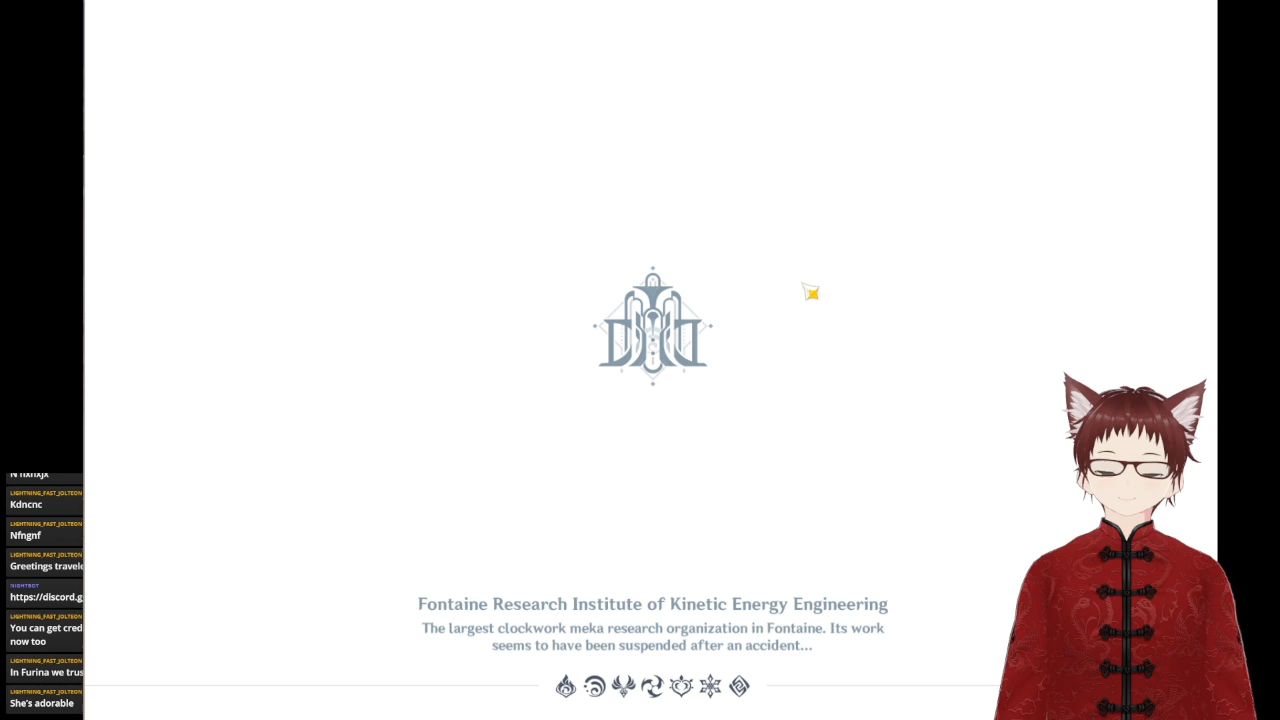 Kdncnc
LIGHTNING_FAST_JOLTEON
Nfngnf
LIGHTNING_FAST_JOLTEON
Greetings travele
NIGHTBOT
https://discord.g
LIGHTNING_FAST_JOLTEON
You can get cred
now too
LIGHTNING_FAST_JOLTEON
In Furina we trus
LIGHTNING_FAST_JOLTEON
She's adorable
Fontaine Research Institute of Kinetic Energy Engineering
The largest clockwork meka research organization in Fontaine. Its work
seems to have been suspended after an accident...